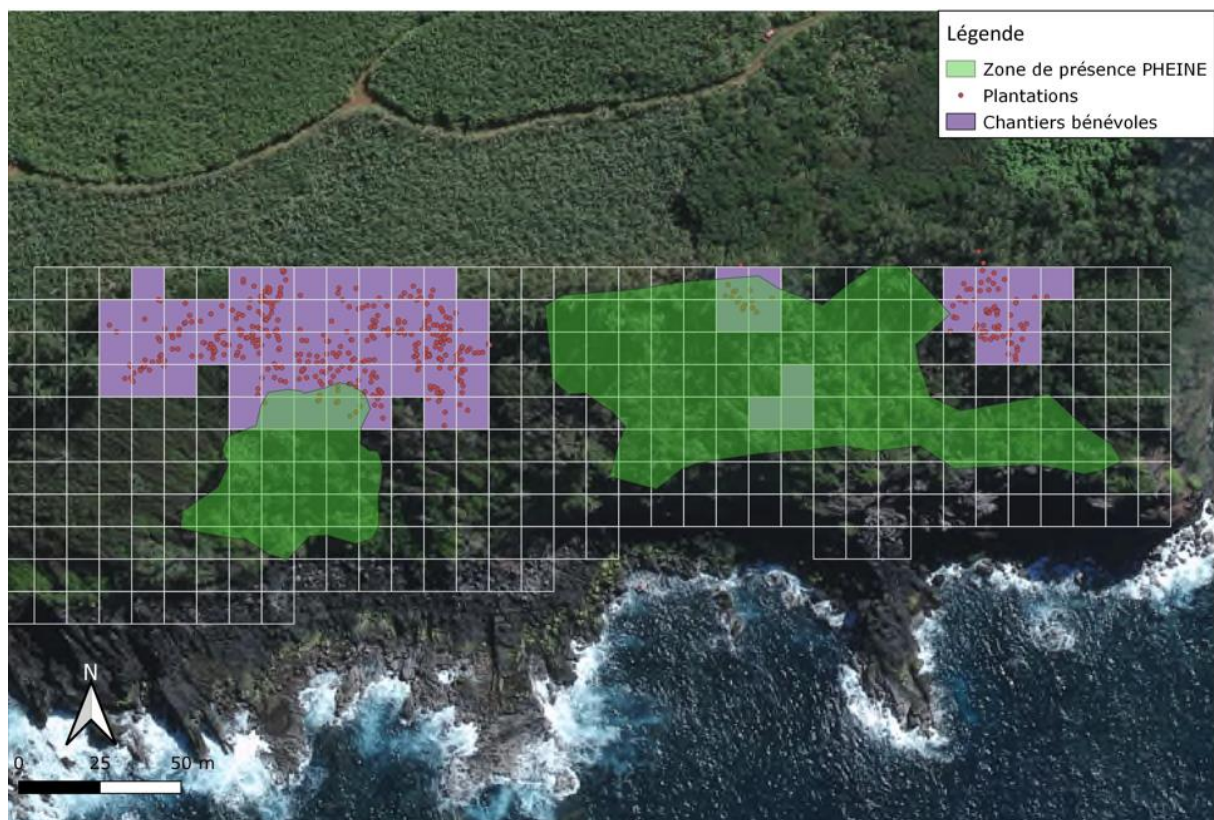 Légende
Zone de présence PHEINE
Plantations
Chantiers bénévoles
N
0 25 50 m